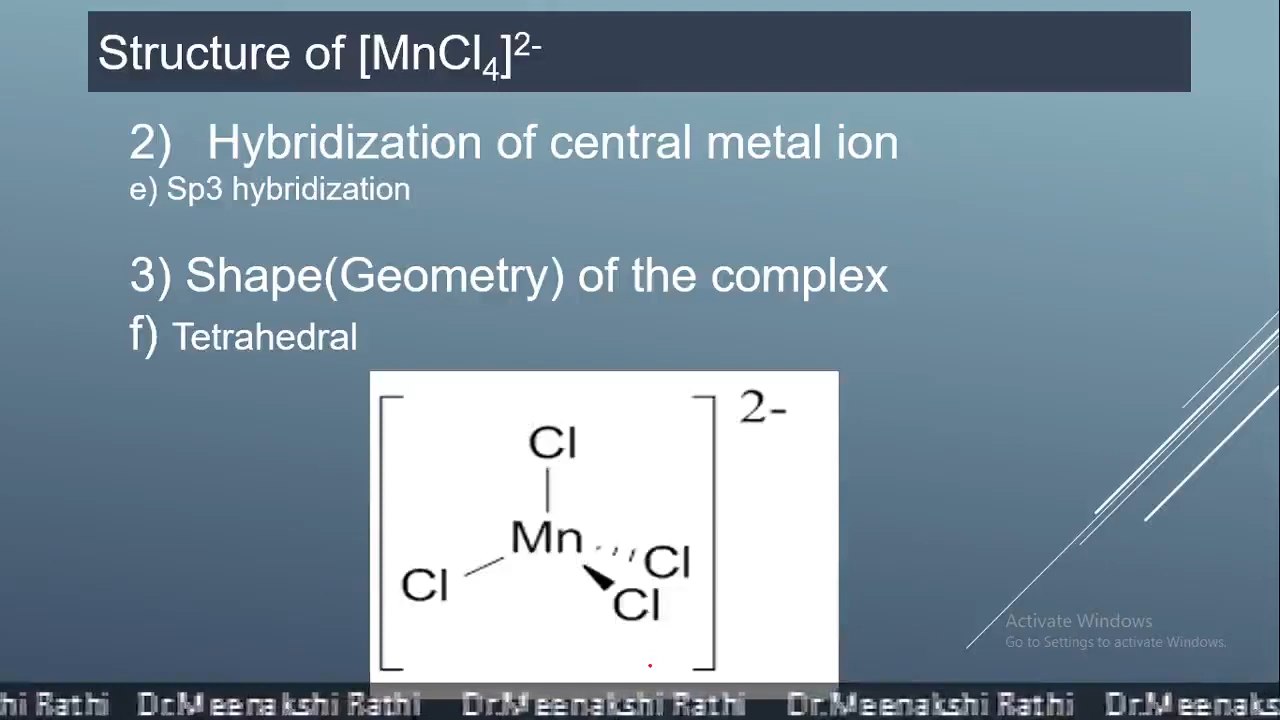 Structure of [MnCl₄]²⁻
2) Hybridization of central metal ion
e) Sp3 hybridization
3) Shape(Geometry) of the complex
f) Tetrahedral
2-
Cl
Mn
Cl
Cl
Cl
Activate Windows
Go to Settings to activate Windows.
hi Rathi Dr.Meenakshi Rathi Dr.Meenakshi Rathi Dr.Meenakshi Rathi Dr.Meenaks